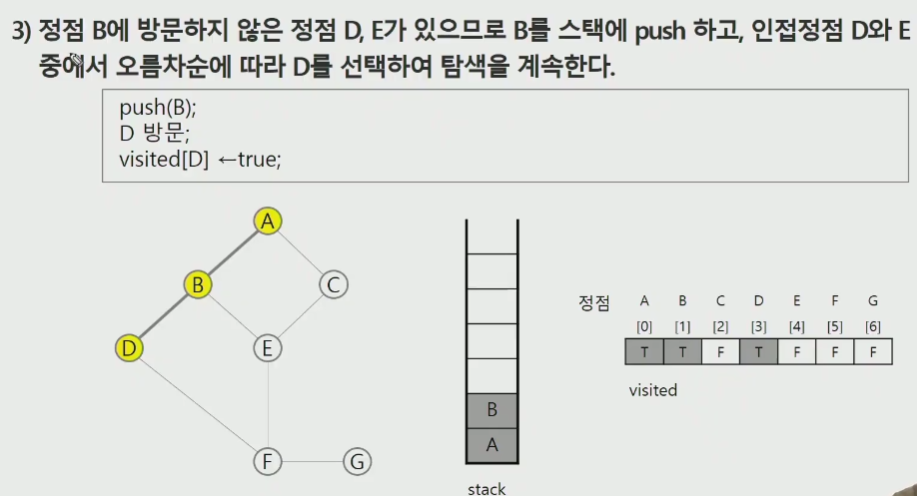 3) 정점 B에 방문하지 않은 정점 D, E가 있으므로 B를 스택에 push 하고, 인접정점 D와 E
중에서 오름차순에 따라 D를 선택하여 탐색을 계속한다.
push(B);
D 방문;
visited[D] ←true;
A
B
C
D
E
F
G
B
A
stack
정점 A B C D E F G
[0] [1] [2] [3] [4] [5] [6]
T T F T F F F
visited